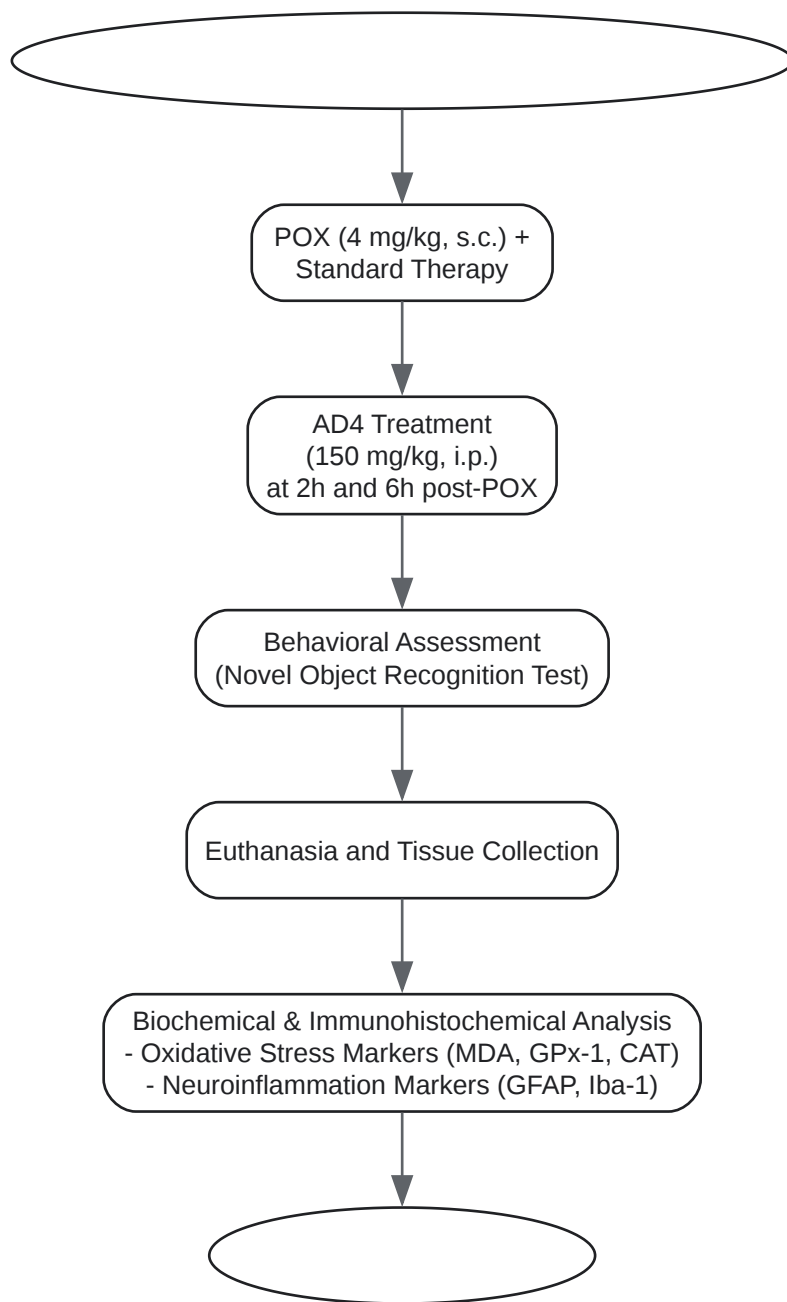 POX (4 mg/kg, s.c.) +
Standard Therapy
AD4 Treatment
(150 mg/kg, i.p.)
at 2h and 6h post-POX
Behavioral Assessment
(Novel Object Recognition Test)
Euthanasia and Tissue Collection
Biochemical & Immunohistochemical Analysis
- Oxidative Stress Markers (MDA, GPx-1, CAT)
- Neuroinflammation Markers (GFAP, Iba-1)